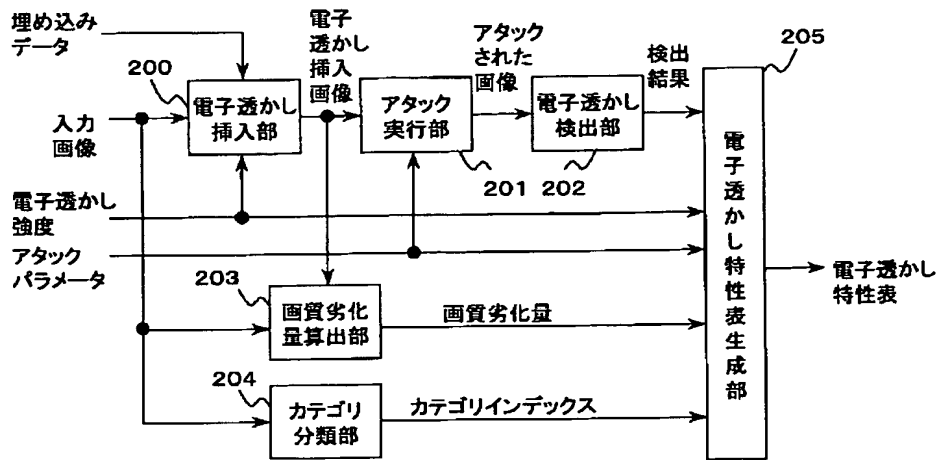 埋め込み
データ
200
電子透かし
挿入部
入力
画像
電子
透かし
挿入
画像
アタック
実行部
201
アタック
された
画像
電子透かし
検出部
202
検出
結果
205
電子透かし特性表生成部
電子透かし
強度
アタック
パラメータ
203
画質劣化
量算出部
画質劣化量
204
カテゴリ
分類部
カテゴリインデックス
電子透かし
特性表